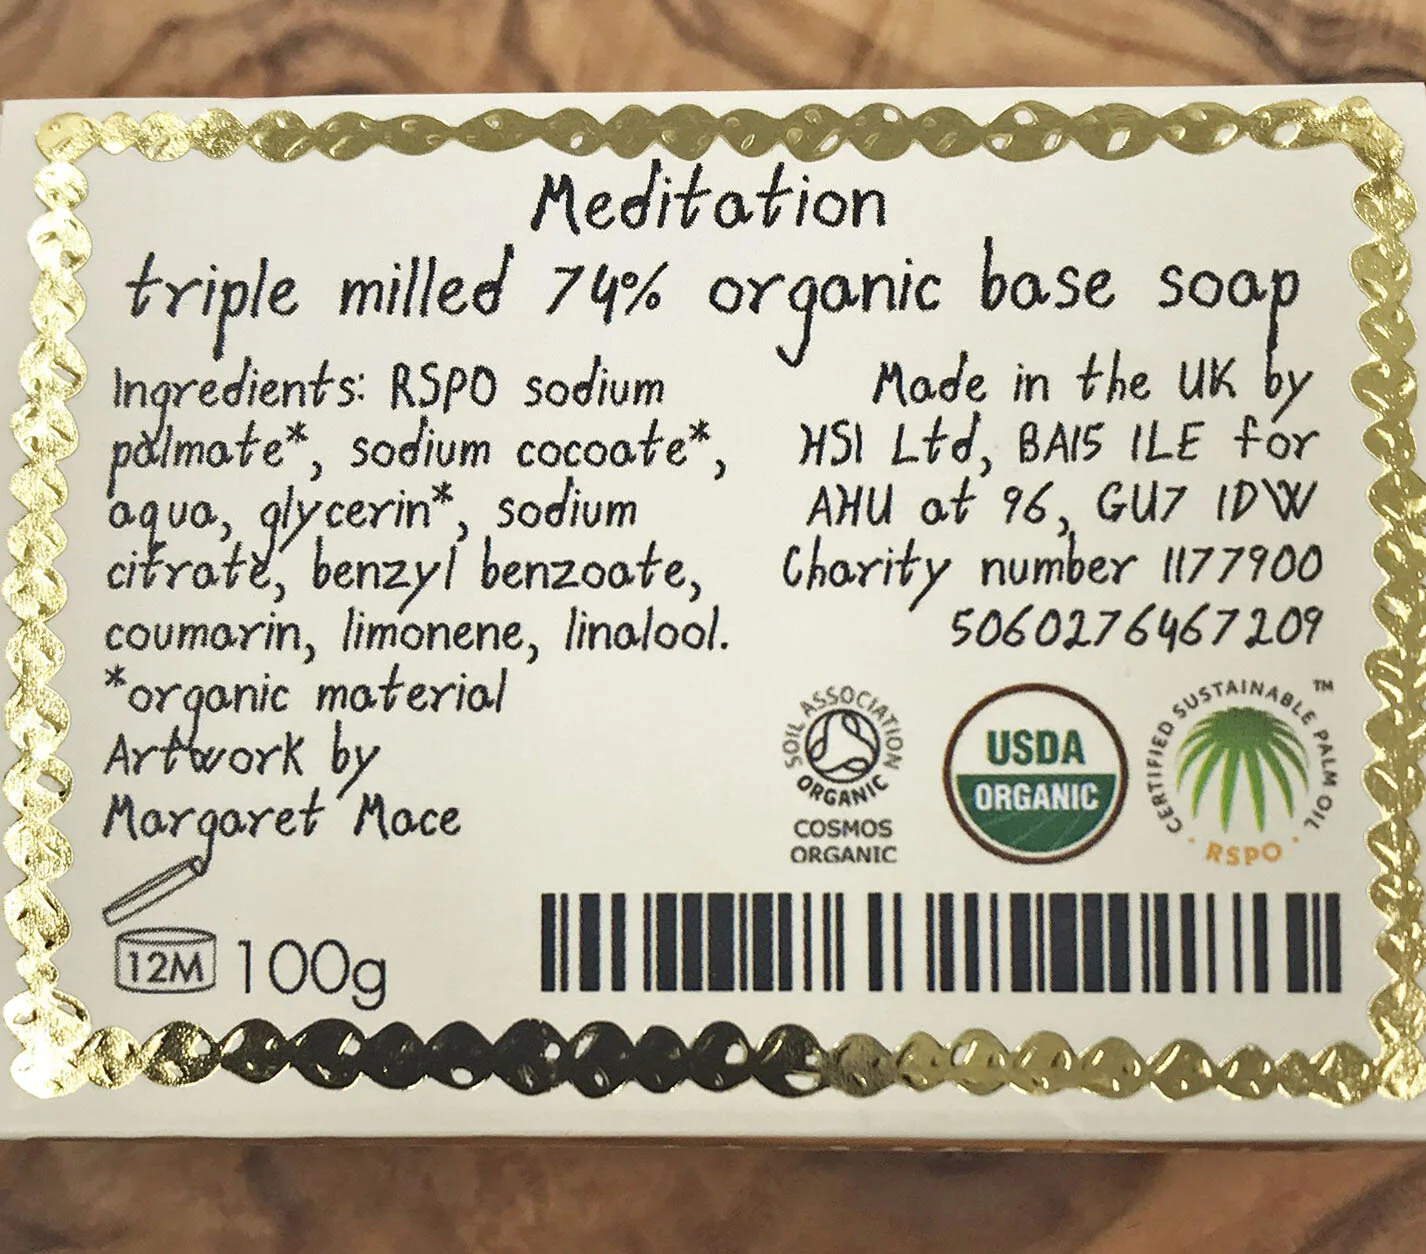 Meditation
triple milled 74% organic base soap
Ingredients: RSPO sodium
palmate*, sodium cocoate*,
aqua, glycerin*, sodium
citrate, benzyl benzoate,
coumarin, limonene, linalool.
*organic material
Artwork by
Margaret Mace
12M 100g
Made in the UK by
HSI Ltd, BA15 1LE for
AHU at 96, GU7 1DW
Charity number 1177900
5060276467209
SOIL ASSOCIATION
ORGANIC
COSMOS
ORGANIC
USDA
ORGANIC
CERTIFIED SUSTAINABLE PALM OIL ™
RSPO